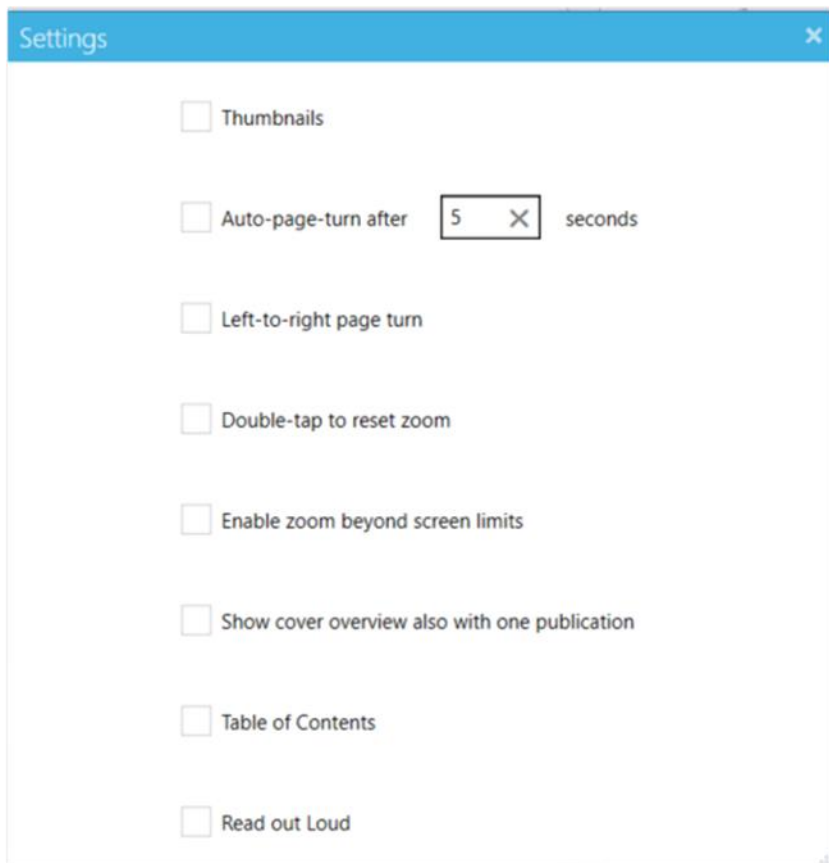 Settings
Thumbnails
Auto-page-turn after 5 seconds
Left-to-right page turn
Double-tap to reset zoom
Enable zoom beyond screen limits
Show cover overview also with one publication
Table of Contents
Read out Loud